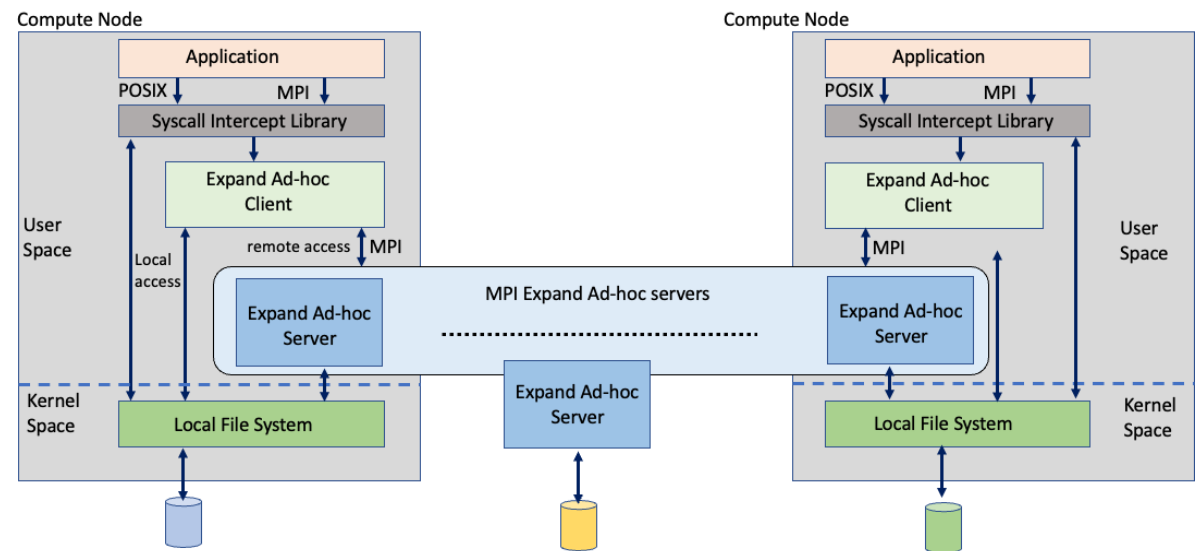 Compute Node
Compute Node
Application
Application
POSIX
MPI
POSIX
MPI
Syscall Intercept Library
Syscall Intercept Library
Expand Ad-hoc
Client
Expand Ad-hoc
Client
User
Space
Local
access
remote access
MPI
MPI
User
Space
MPI Expand Ad-hoc servers
Expand Ad-hoc
Server
Expand Ad-hoc
Server
Expand Ad-hoc
Server
Kernel
Space
Local File System
Local File System
Kernel
Space